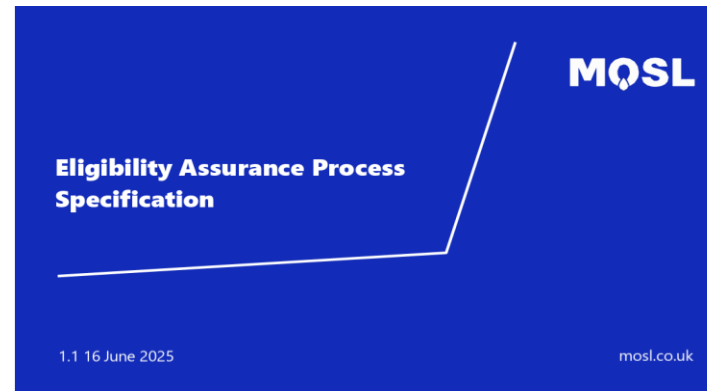 MOSL
Eligibility Assurance Process
Specification
1.1 16 June 2025
mosl.co.uk